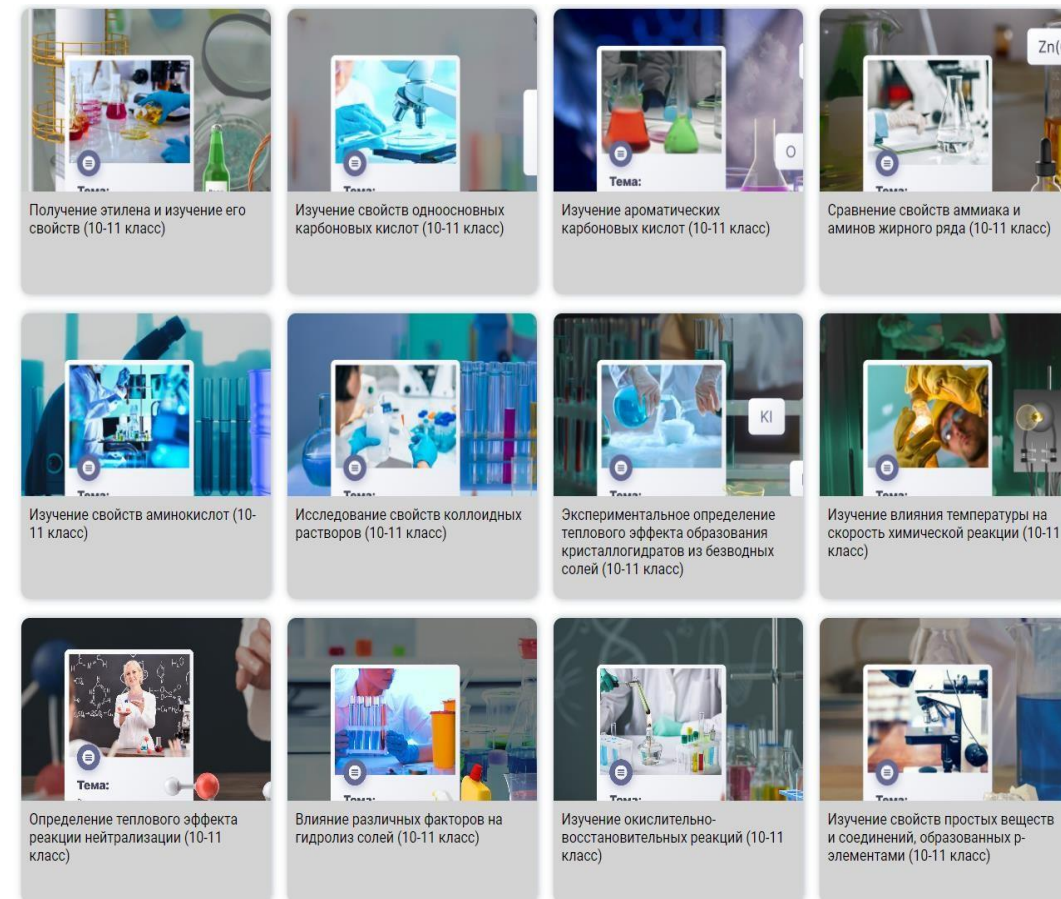 Zn(
Тема:
O
Тема:
Тема:
Тема:
Получение этилена и изучение его
свойств (10-11 класс)
Изучение свойств одноосновных
карбоновых кислот (10-11 класс)
Изучение ароматических
карбоновых кислот (10-11 класс)
Сравнение свойств аммиака и
аминов жирного ряда (10-11 класс)
KI
Тема:
Тема:
Тема:
Тема:
Изучение свойств аминокислот (10-
11 класс)
Исследование свойств коллоидных
растворов (10-11 класс)
Экспериментальное определение
теплового эффекта образования
кристаллогидратов из безводных
солей (10-11 класс)
Изучение влияния температуры на
скорость химической реакции (10-11
класс)
Тема:
Тема:
Тема:
Тема:
Определение теплового эффекта
реакции нейтрализации (10-11
класс)
Влияние различных факторов на
гидролиз солей (10-11 класс)
Изучение окислительно-
восстановительных реакций (10-11
класс)
Изучение свойств простых веществ
и соединений, образованных р-
элементами (10-11 класс)